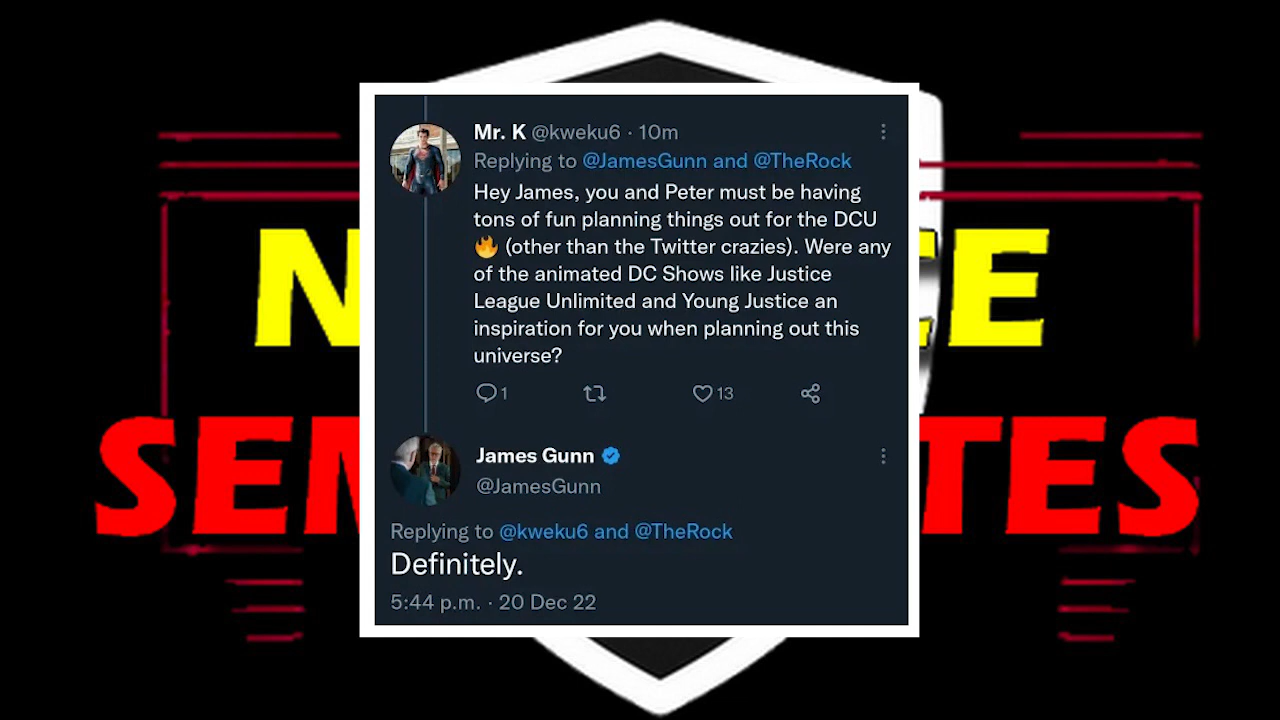 Mr. K @kweku6 · 10m
Replying to @JamesGunn and @TheRock
Hey James, you and Peter must be having
tons of fun planning things out for the DCU
🔥 (other than the Twitter crazies). Were any
of the animated DC Shows like Justice
League Unlimited and Young Justice an
inspiration for you when planning out this
universe?
1 13
James Gunn
@JamesGunn
Replying to @kweku6 and @TheRock
Definitely.
5:44 p.m. · 20 Dec 22